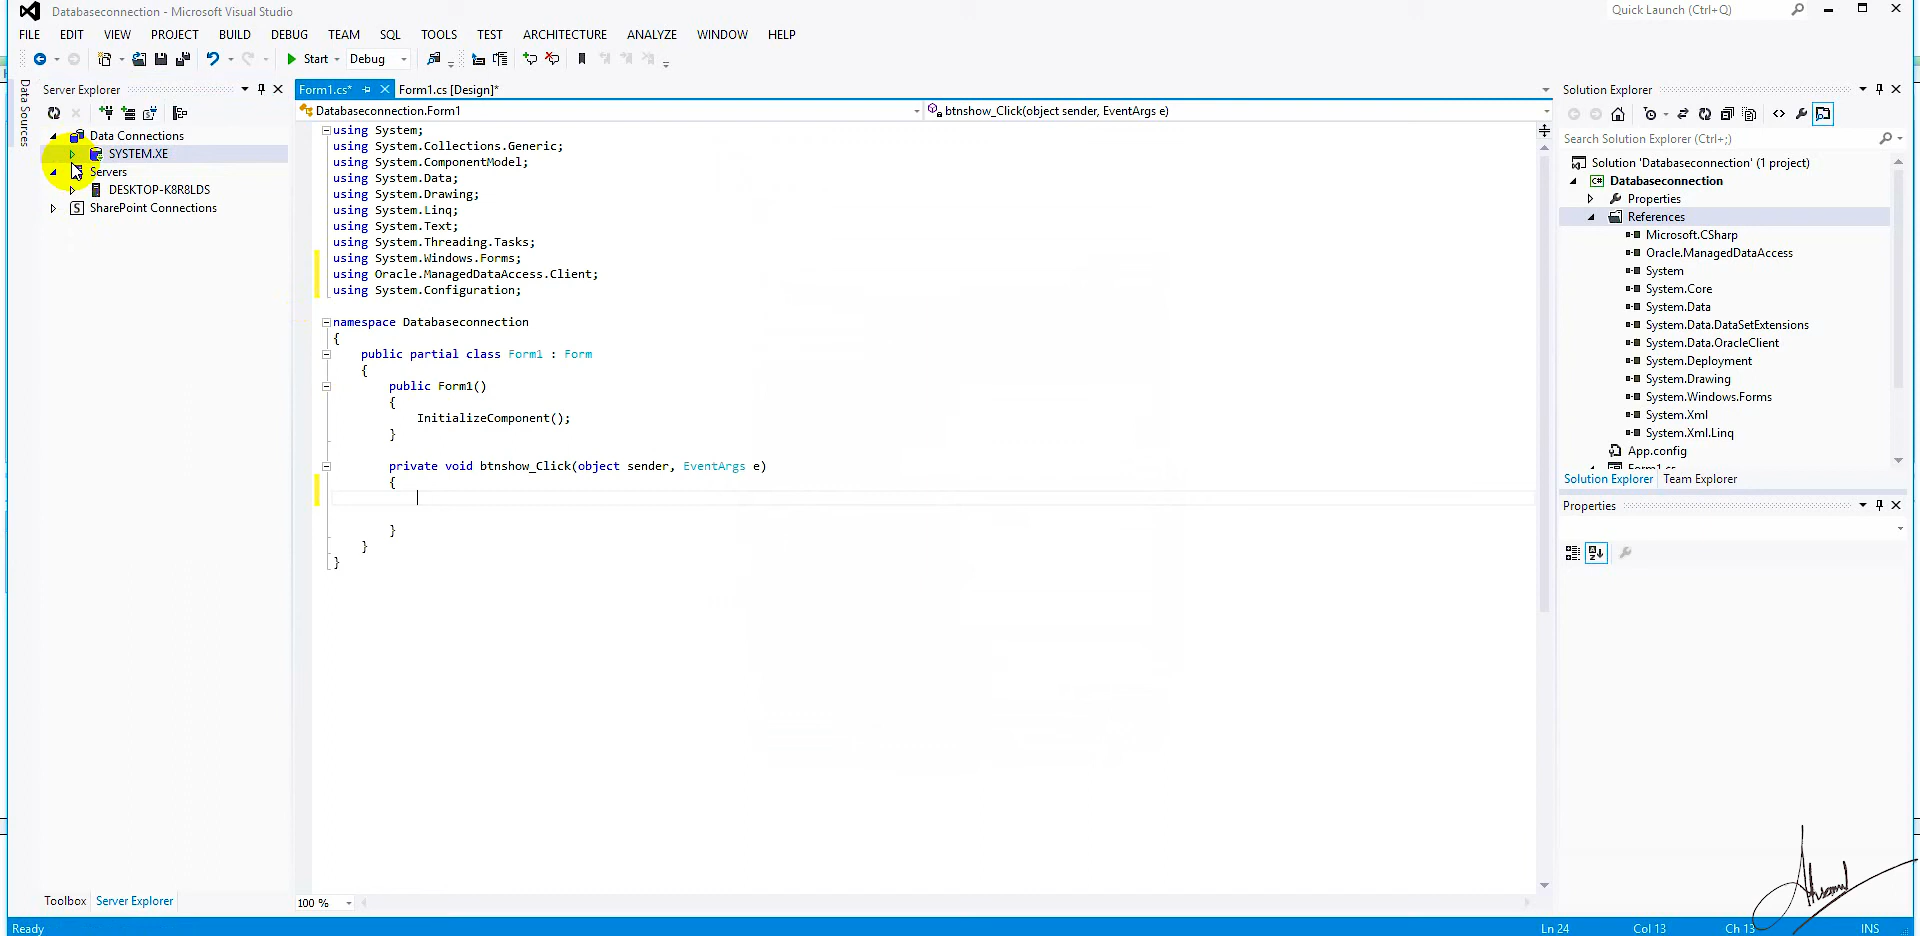 Databaseconnection - Microsoft Visual Studio
Quick Launch (Ctrl+Q)
FILE EDIT VIEW PROJECT BUILD DEBUG TEAM SQL TOOLS TEST ARCHITECTURE ANALYZE WINDOW HELP
Start Debug
Data Sources
Server Explorer
Data Connections
SYSTEM.XE
Servers
DESKTOP-K8R8LDS
SharePoint Connections
Toolbox Server Explorer
Form1.cs* Form1.cs [Design]*
Databaseconnection.Form1 btnshow_Click(object sender, EventArgs e)
using System;
using System.Collections.Generic;
using System.ComponentModel;
using System.Data;
using System.Drawing;
using System.Linq;
using System.Text;
using System.Threading.Tasks;
using System.Windows.Forms;
using Oracle.ManagedDataAccess.Client;
using System.Configuration;
namespace Databaseconnection
{
public partial class Form1 : Form
{
public Form1()
{
InitializeComponent();
}
private void btnshow_Click(object sender, EventArgs e)
{
}
}
}
100 %
Solution Explorer
Search Solution Explorer (Ctrl+;)
Solution 'Databaseconnection' (1 project)
C# Databaseconnection
Properties
References
Microsoft.CSharp
Oracle.ManagedDataAccess
System
System.Core
System.Data
System.Data.DataSetExtensions
System.Data.OracleClient
System.Deployment
System.Drawing
System.Windows.Forms
System.Xml
System.Xml.Linq
App.config
Form1.cs
Solution Explorer Team Explorer
Properties
Ready Ln 24 Col 13 Ch 13 INS